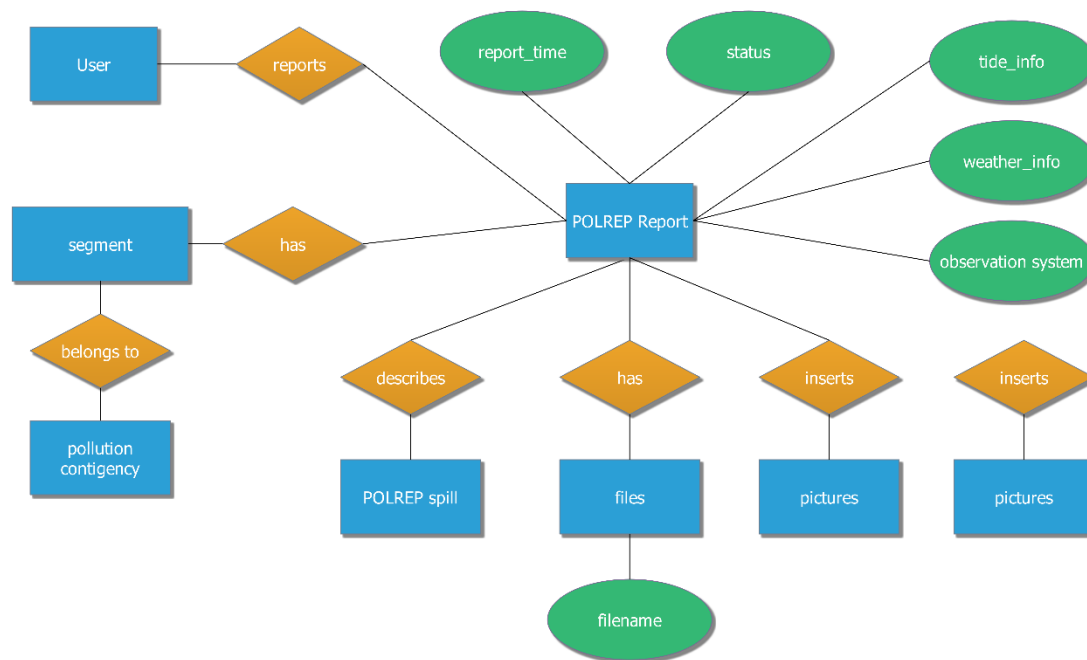 report_time
status
tide_info
User
reports
weather_info
POLREP Report
segment
has
observation system
belongs to
describes
has
inserts
inserts
pollution
contigency
POLREP spill
files
pictures
pictures
filename